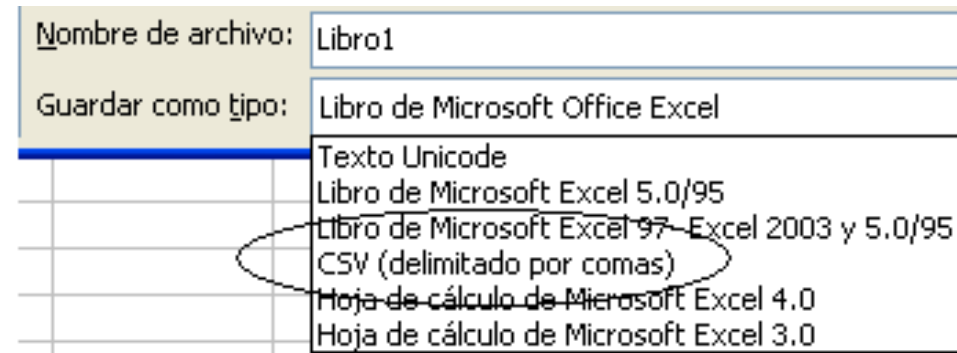 Nombre de archivo: Libro1
Guardar como tipo: Libro de Microsoft Office Excel
Texto Unicode
Libro de Microsoft Excel 5.0/95
Libro de Microsoft Excel 97- Excel 2003 y 5.0/95
CSV (delimitado por comas)
Hoja de cálculo de Microsoft Excel 4.0
Hoja de cálculo de Microsoft Excel 3.0